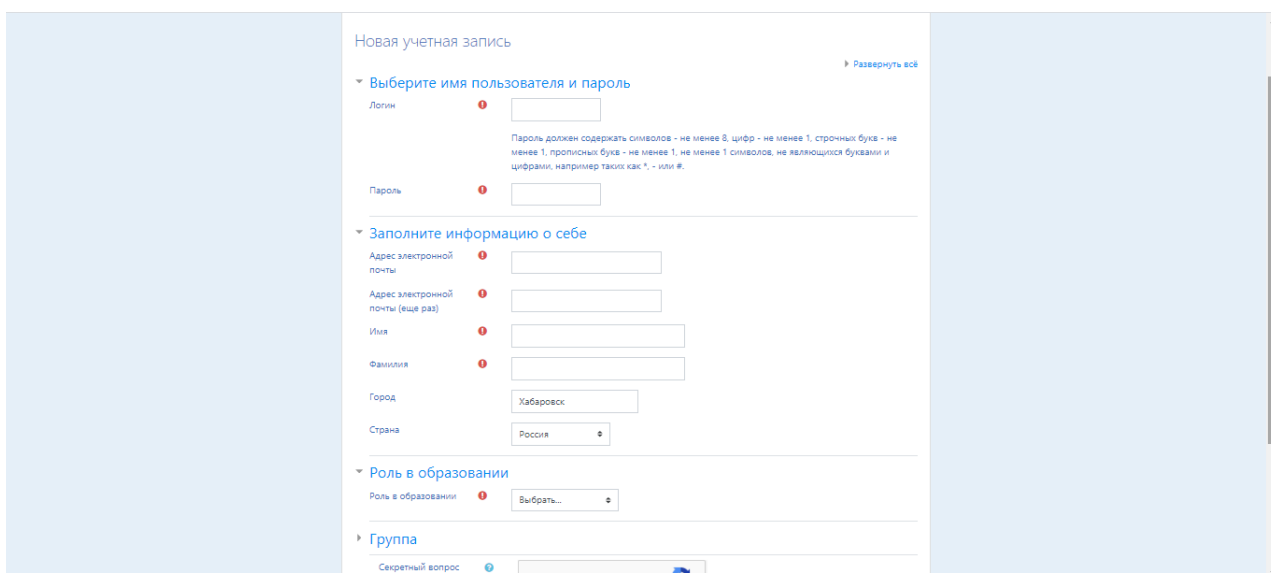 Новая учетная запись
Развернуть всё
Выберите имя пользователя и пароль
Логин
Пароль должен содержать символов - не менее 8, цифр - не менее 1, строчных букв - не
менее 1, прописных букв - не менее 1, не менее 1 символов, не являющихся буквами и
цифрами, например таких как *, - или #.
Пароль
Заполните информацию о себе
Адрес электронной
почты
Адрес электронной
почты (еще раз)
Имя
Фамилия
Город
Хабаровск
Страна
Россия
Роль в образовании
Роль в образовании
Выбрать...
Группа
Секретный вопрос